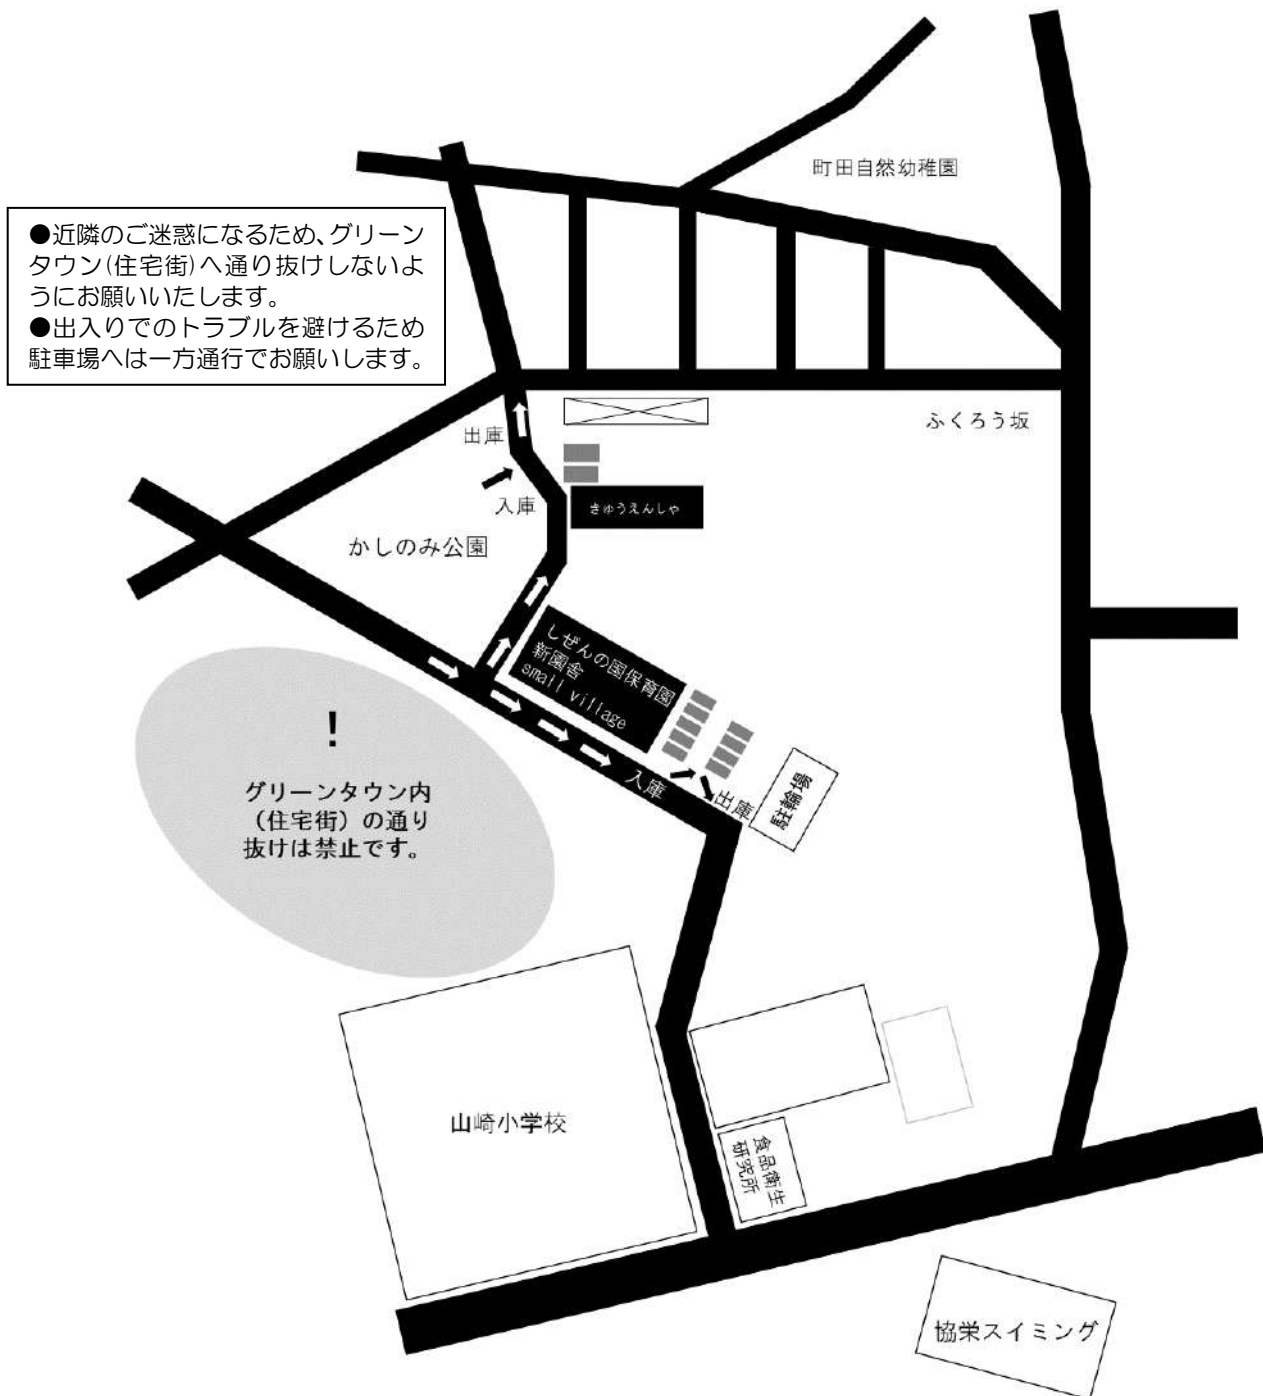 町田自然幼稚園
●近隣のご迷惑になるため、グリーン
タウン(住宅街)へ通り抜けしないよ
うにお願いいたします。
●出入りでのトラブルを避けるため
駐車場へは一方通行でお願いします。
ふくろう坂
出庫
入庫
きゅうえんしゃ
かしのみ公園
しぜんの国保育園
新園舎
small village
!
グリーンタウン内
（住宅街）の通り
抜けは禁止です。
入庫
出庫
駐輪場
山崎小学校
食品衛生
研究所
協栄スイミング